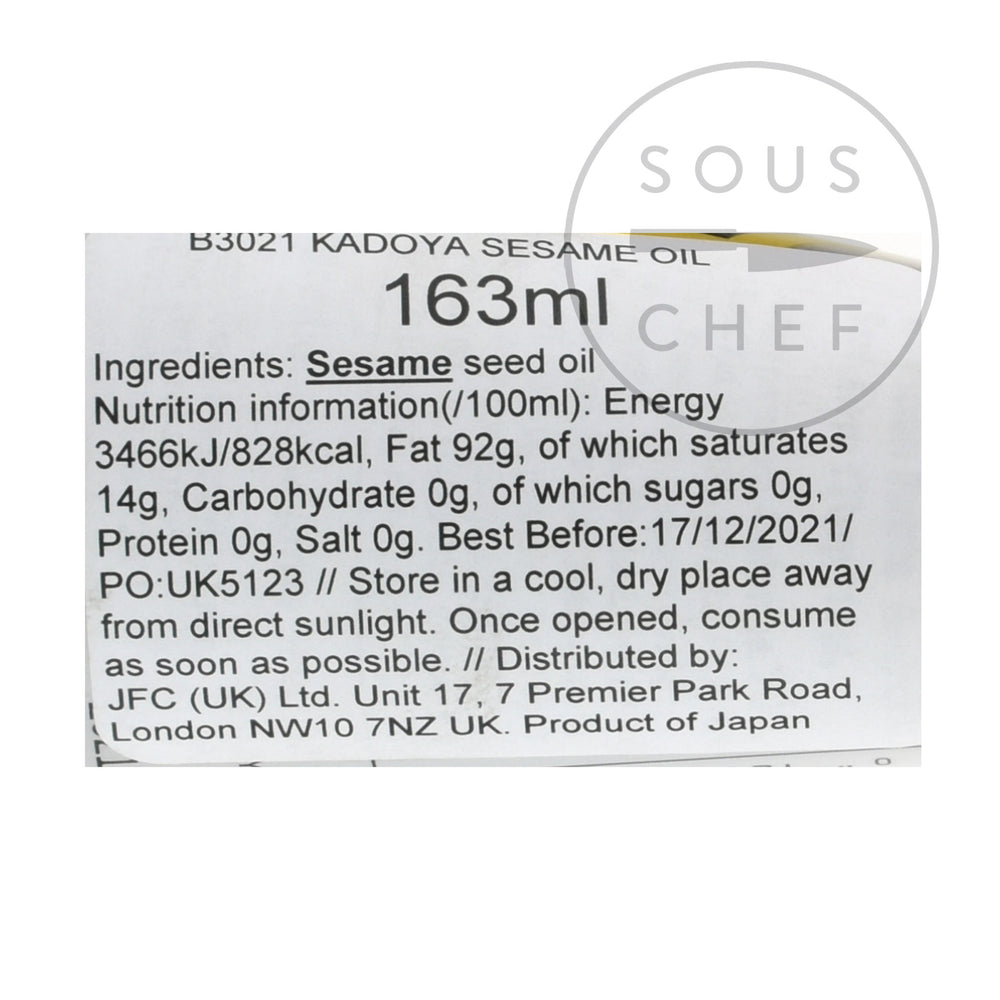 SOUS
CHEF
B3021 KADOYA SESAME OIL
163ml
Ingredients: Sesame seed oil
Nutrition information(/100ml): Energy
3466kJ/828kcal, Fat 92g, of which saturates
14g, Carbohydrate 0g, of which sugars 0g,
Protein 0g, Salt 0g. Best Before:17/12/2021/
PO:UK5123 // Store in a cool, dry place away
from direct sunlight. Once opened, consume
as soon as possible. // Distributed by:
JFC (UK) Ltd. Unit 17, 7 Premier Park Road,
London NW10 7NZ UK. Product of Japan